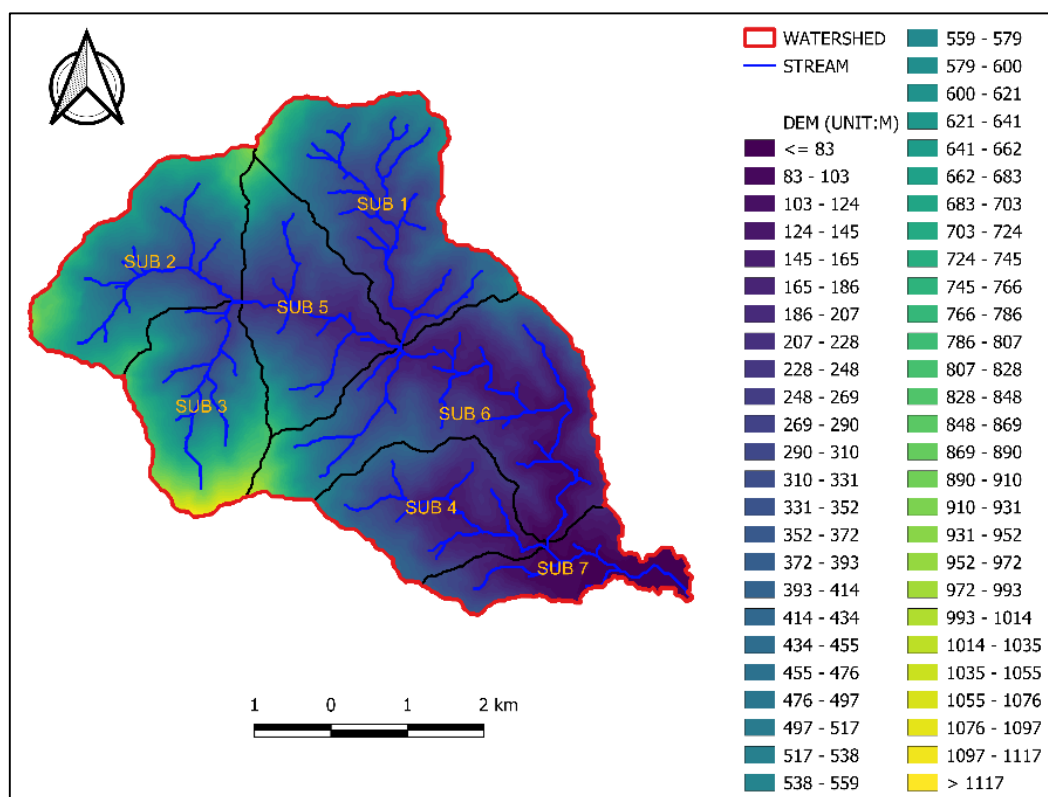 WATERSHED
STREAM
DEM (UNIT:M)
<= 83
83 - 103
103 - 124
124 - 145
145 - 165
165 - 186
186 - 207
207 - 228
228 - 248
248 - 269
269 - 290
290 - 310
310 - 331
331 - 352
352 - 372
372 - 393
393 - 414
414 - 434
434 - 455
455 - 476
476 - 497
497 - 517
517 - 538
538 - 559
559 - 579
579 - 600
600 - 621
621 - 641
641 - 662
662 - 683
683 - 703
703 - 724
724 - 745
745 - 766
766 - 786
786 - 807
807 - 828
828 - 848
848 - 869
869 - 890
890 - 910
910 - 931
931 - 952
952 - 972
972 - 993
993 - 1014
1014 - 1035
1035 - 1055
1055 - 1076
1076 - 1097
1097 - 1117
> 1117
SUB 1
SUB 2
SUB 5
SUB 3
SUB 6
SUB 4
SUB 7
1 0 1 2 km